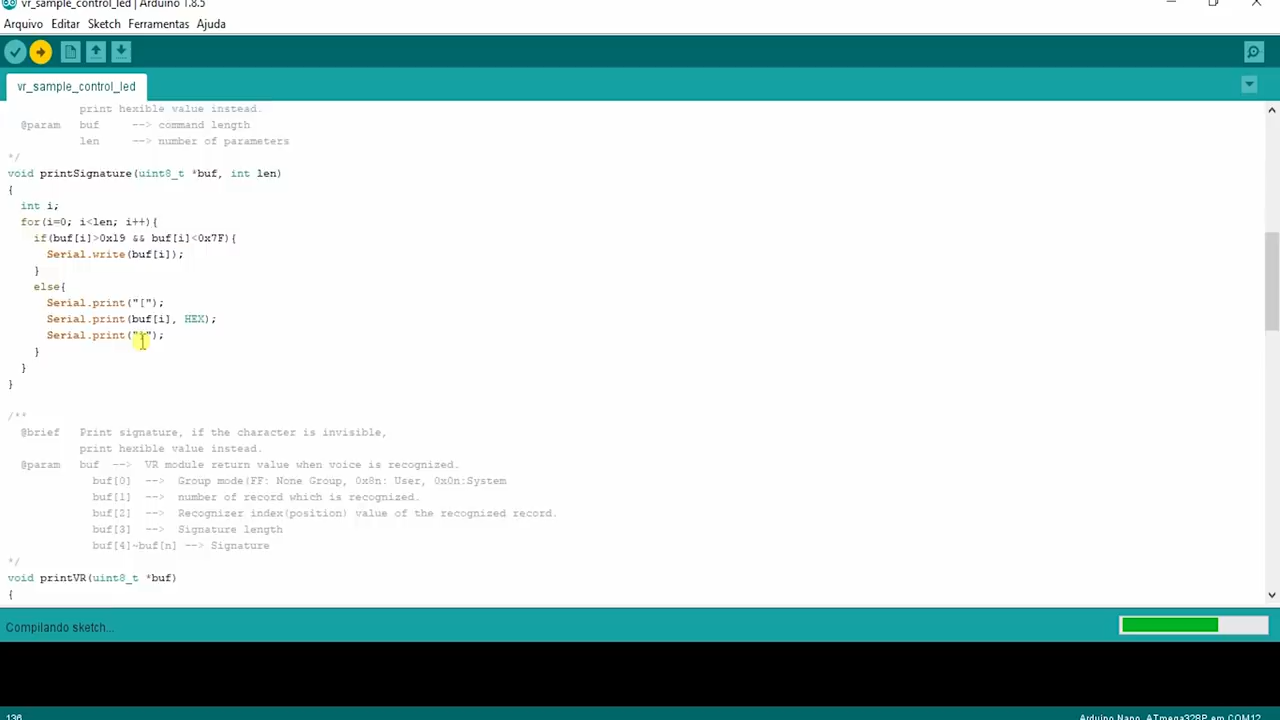 vr_sample_control_led | Arduino 1.8.5
Arquivo Editar Sketch Ferramentas Ajuda
vr_sample_control_led
print hexible value instead.
@param buf --> command length
len --> number of parameters
*/
void printSignature(uint8_t *buf, int len)
{
int i;
for(i=0; i<len; i++){
if(buf[i]>0x19 && buf[i]<0x7F){
Serial.write(buf[i]);
}
else{
Serial.print("[");
Serial.print(buf[i], HEX);
Serial.print("]");
}
}
}
/**
@brief Print signature, if the character is invisible,
print hexible value instead.
@param buf --> VR module return value when voice is recognized.
buf[0] --> Group mode(FF: None Group, 0x8n: User, 0x0n:System
buf[1] --> number of record which is recognized.
buf[2] --> Recognizer index(position) value of the recognized record.
buf[3] --> Signature length
buf[4]~buf[n] --> Signature
*/
void printVR(uint8_t *buf)
{
Compilando sketch...
136
Arduino Nano, ATmega328P em COM12